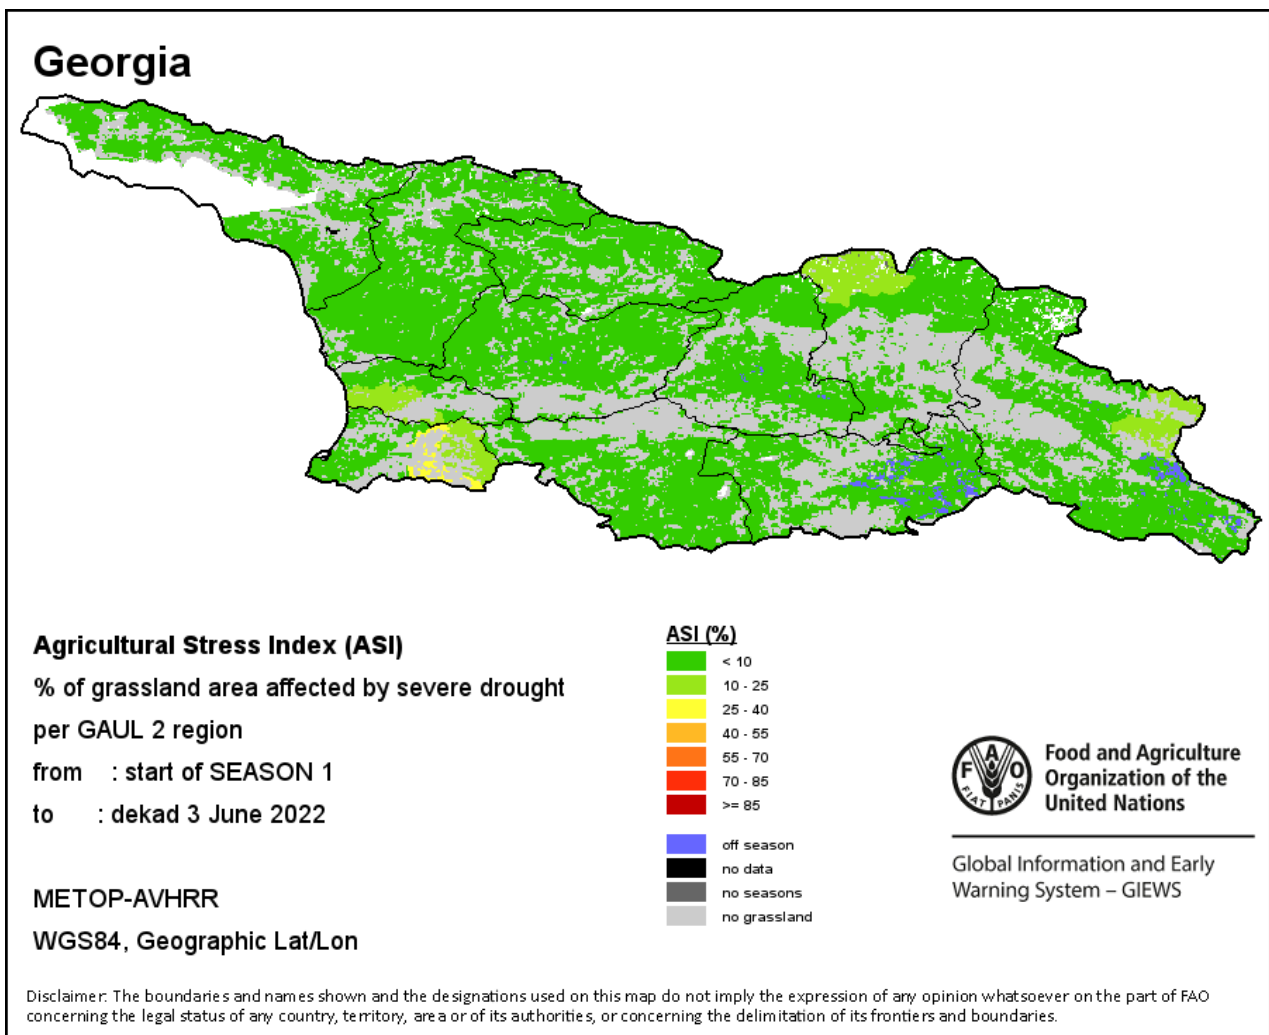 Georgia
Agricultural Stress Index (ASI)
% of grassland area affected by severe drought
per GAUL 2 region
from : start of SEASON 1
to : dekad 3 June 2022
METOP-AVHRR
WGS84, Geographic Lat/Lon
ASI (%)
< 10
10 - 25
25 - 40
40 - 55
55 - 70
70 - 85
>= 85
off season
no data
no seasons
no grassland
F A O
FIAT PANIS
Food and Agriculture
Organization of the
United Nations
Global Information and Early
Warning System – GIEWS
Disclaimer: The boundaries and names shown and the designations used on this map do not imply the expression of any opinion whatsoever on the part of FAO
concerning the legal status of any country, territory, area or of its authorities, or concerning the delimitation of its frontiers and boundaries.